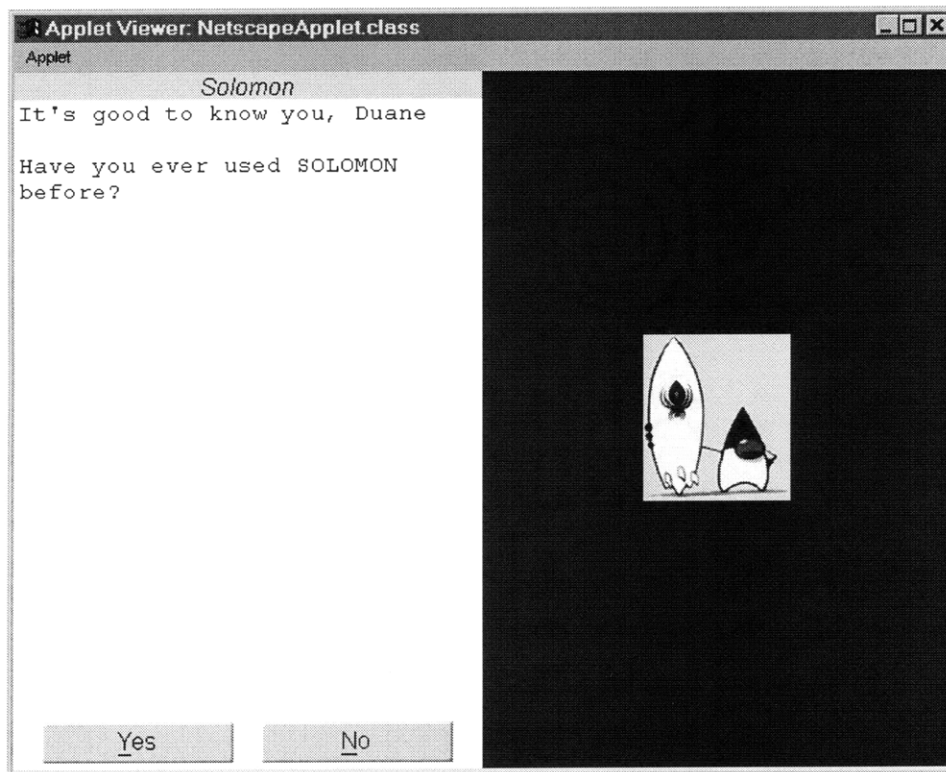 Applet Viewer: NetscapeApplet.class
Applet
Solomon
It's good to know you, Duane
Have you ever used SOLOMON
before?
Yes
No